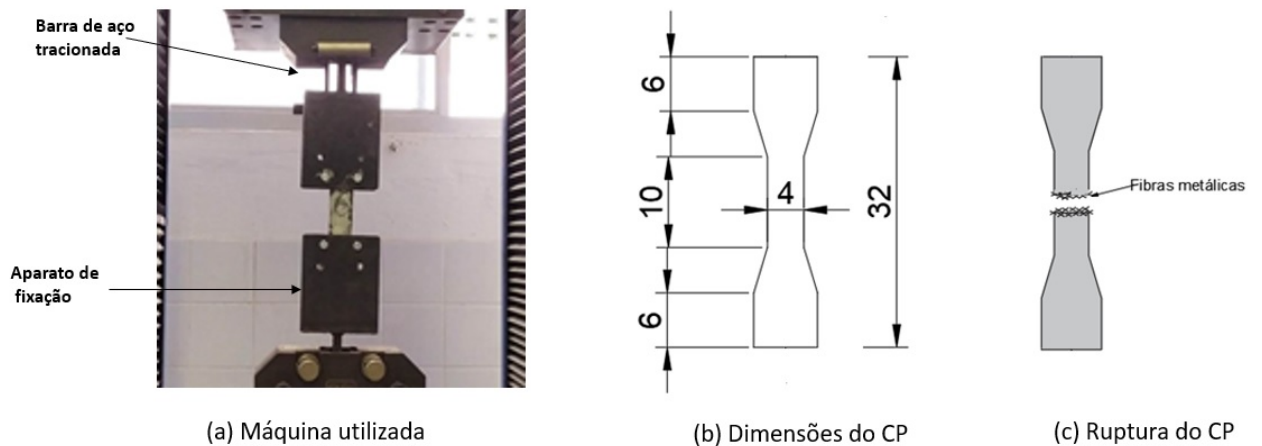 Barra de aço
tracionada
Aparato de
fixação
6
10
6
4
32
Fibras metálicas
(a) Máquina utilizada
(b) Dimensões do CP
(c) Ruptura do CP